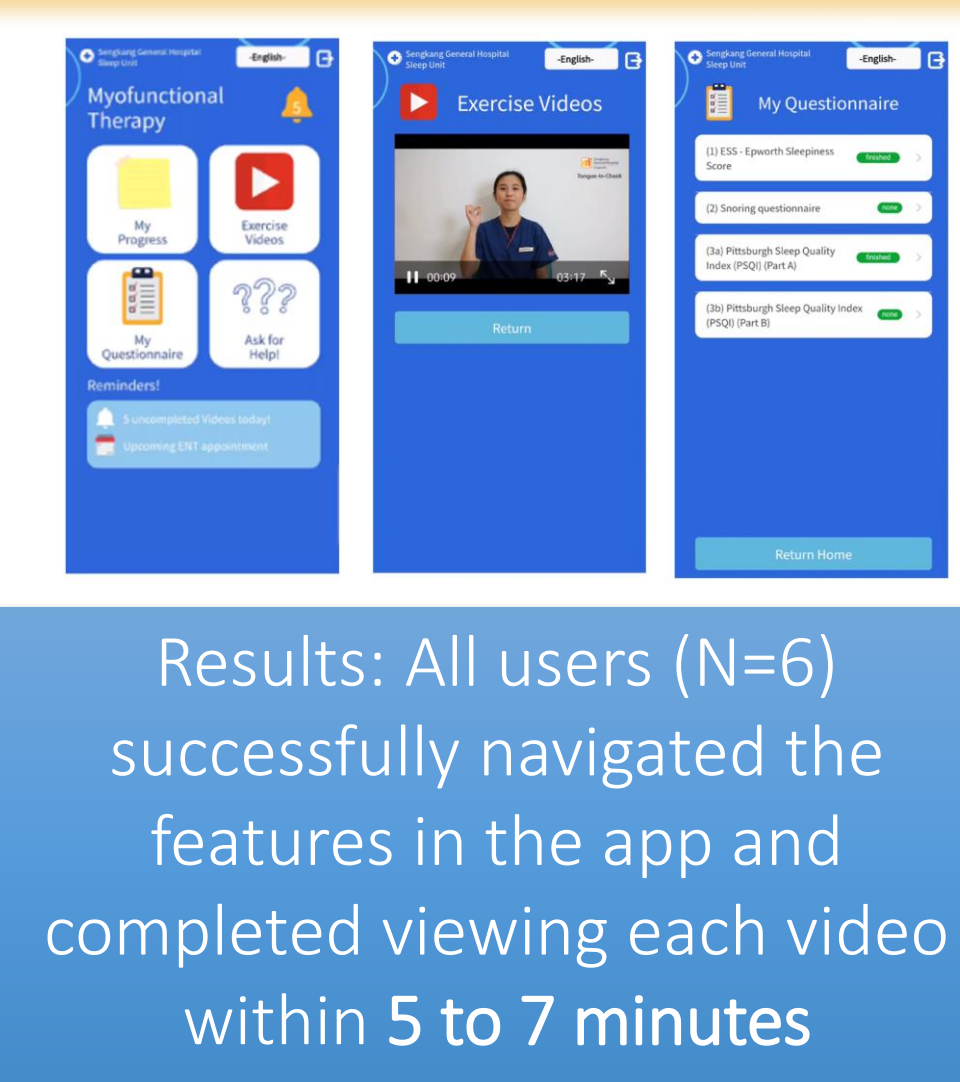 Sengkang General Hospital
Sleep Unit
-English-
Myofunctional
Therapy
5
My
Progress
Exercise
Videos
My
Questionnaire
???
Ask for
Help!
Reminders!
5 uncompleted Videos today!
Upcoming ENT appointment
Sengkang General Hospital
Sleep Unit
-English-
Exercise Videos
Tongue-In-Cheek
00:09
03:17
Return
Sengkang General Hospital
Sleep Unit
-English-
My Questionnaire
(1) ESS - Epworth Sleepiness
Score
finished
(2) Snoring questionnaire
none
(3a) Pittsburgh Sleep Quality
Index (PSQI) (Part A)
finished
(3b) Pittsburgh Sleep Quality Index
(PSQI) (Part B)
none
Return Home
Results: All users (N=6)
successfully navigated the
features in the app and
completed viewing each video
within 5 to 7 minutes